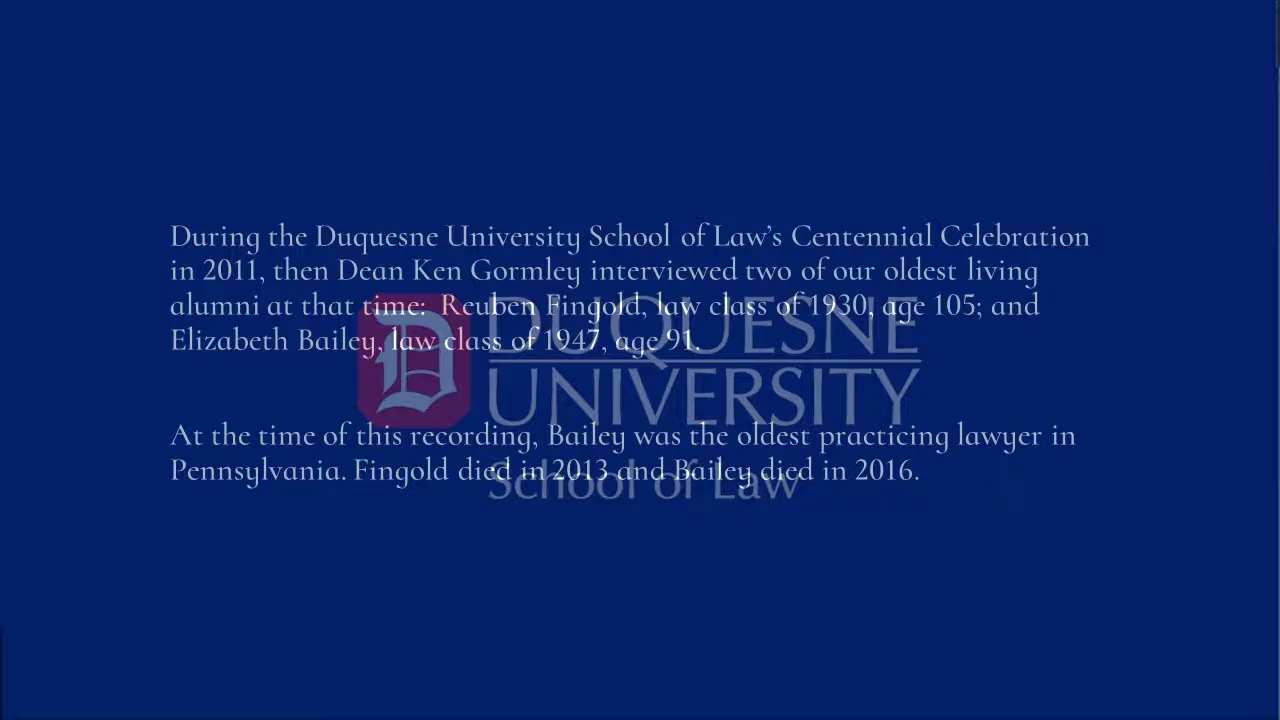 During the Duquesne University School of Law’s Centennial Celebration
in 2011, then Dean Ken Gormley interviewed two of our oldest living
alumni at that time:  Reuben Fingold, law class of 1930, age 105; and
Elizabeth Bailey, law class of 1947, age 91.
D DUQUESNE
UNIVERSITY
School of Law
At the time of this recording, Bailey was the oldest practicing lawyer in
Pennsylvania. Fingold died in 2013 and Bailey died in 2016.